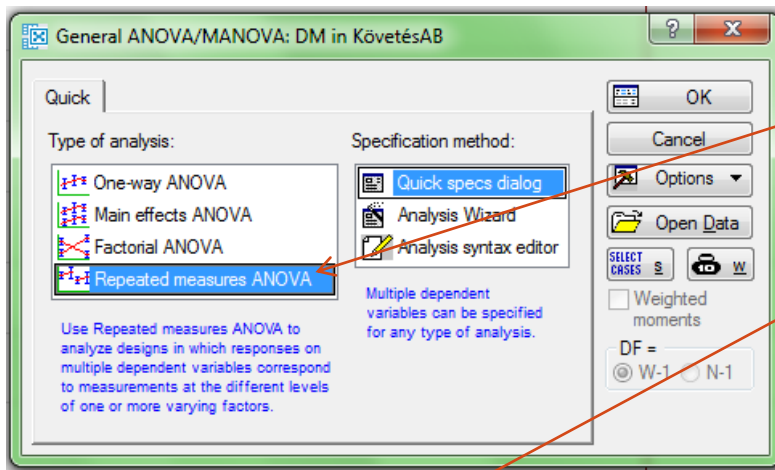 General ANOVA/MANOVA: DM in KövetésAB
?
X
Quick
Type of analysis:
One-way ANOVA
Main effects ANOVA
Factorial ANOVA
Repeated measures ANOVA
Use Repeated measures ANOVA to
analyze designs in which responses on
multiple dependent variables correspond
to measurements at the different levels
of one or more varying factors.
Specification method:
Quick specs dialog
Analysis Wizard
Analysis syntax editor
Multiple dependent
variables can be specified
for any type of analysis.
OK
Cancel
Options
Open Data
SELECT
CASES S
W
Weighted
moments
DF =
W-1 N-1